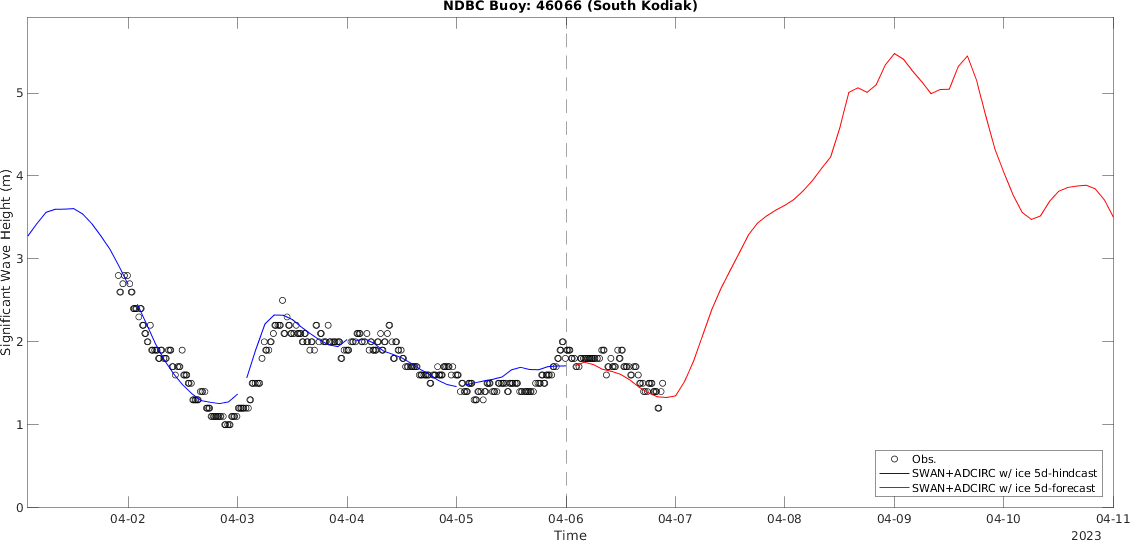 NDBC Buoy: 46066 (South Kodiak)
Significant Wave Height (m)
5
4
3
2
1
0
Obs.
SWAN+ADCIRC w/ ice 5d-hindcast
SWAN+ADCIRC w/ ice 5d-forecast
04-02 04-03 04-04 04-05 04-06 04-07 04-08 04-09 04-10 04-11
Time
2023